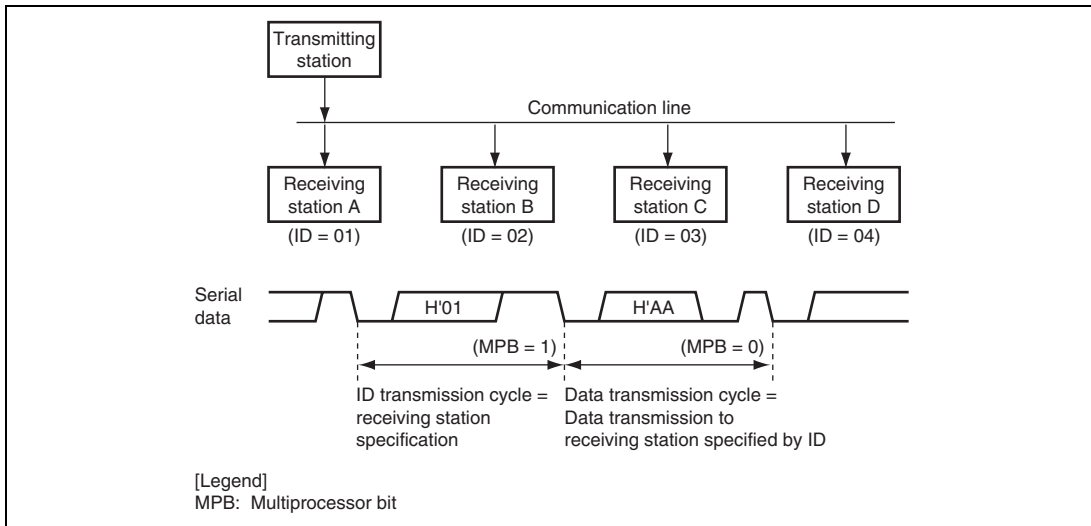 Transmitting
station
Communication line
Receiving
station A
Receiving
station B
Receiving
station C
Receiving
station D
(ID = 01)
(ID = 02)
(ID = 03)
(ID = 04)
Serial
data
H'01
H'AA
(MPB = 1)
(MPB = 0)
ID transmission cycle =
receiving station
specification
Data transmission cycle =
Data transmission to
receiving station specified by ID
[Legend]
MPB: Multiprocessor bit